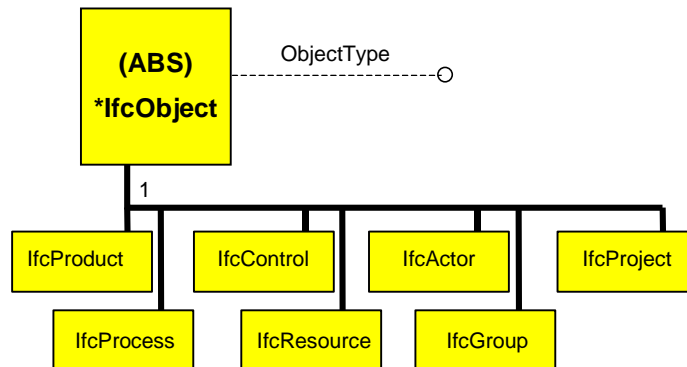 (ABS)
*IfcObject
ObjectType
1
IfcProduct
IfcControl
IfcActor
IfcProject
IfcProcess
IfcResource
IfcGroup